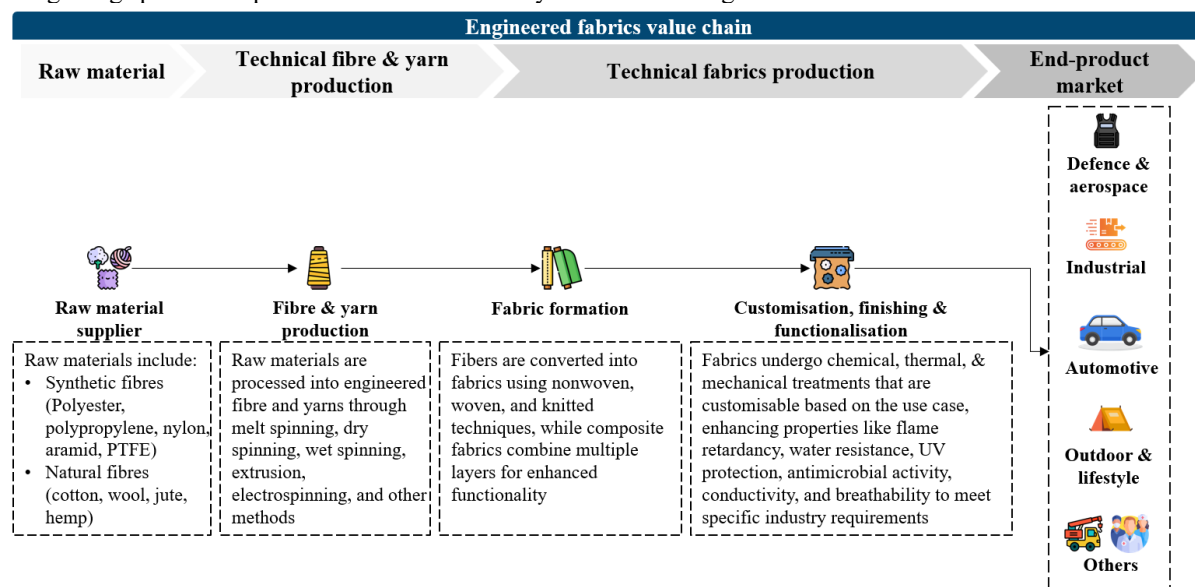 Engineered fabrics value chain
Raw material
Technical fibre & yarn
production
Technical fabrics production
End-product
market
Raw material
supplier
Raw materials include:
• Synthetic fibres
(Polyester,
polypropylene, nylon,
aramid, PTFE)
• Natural fibres
(cotton, wool, jute,
hemp)
Fibre & yarn
production
Raw materials are
processed into engineered
fibre and yarns through
melt spinning, dry
spinning, wet spinning,
extrusion,
electrospinning, and other
methods
Fabric formation
Fibers are converted into
fabrics using nonwoven,
woven, and knitted
techniques, while composite
fabrics combine multiple
layers for enhanced
functionality
Customisation, finishing &
functionalisation
Fabrics undergo chemical, thermal, &
mechanical treatments that are
customisable based on the use case,
enhancing properties like flame
retardancy, water resistance, UV
protection, antimicrobial activity,
conductivity, and breathability to meet
specific industry requirements
Defence &
aerospace
Industrial
Automotive
Outdoor &
lifestyle
Others